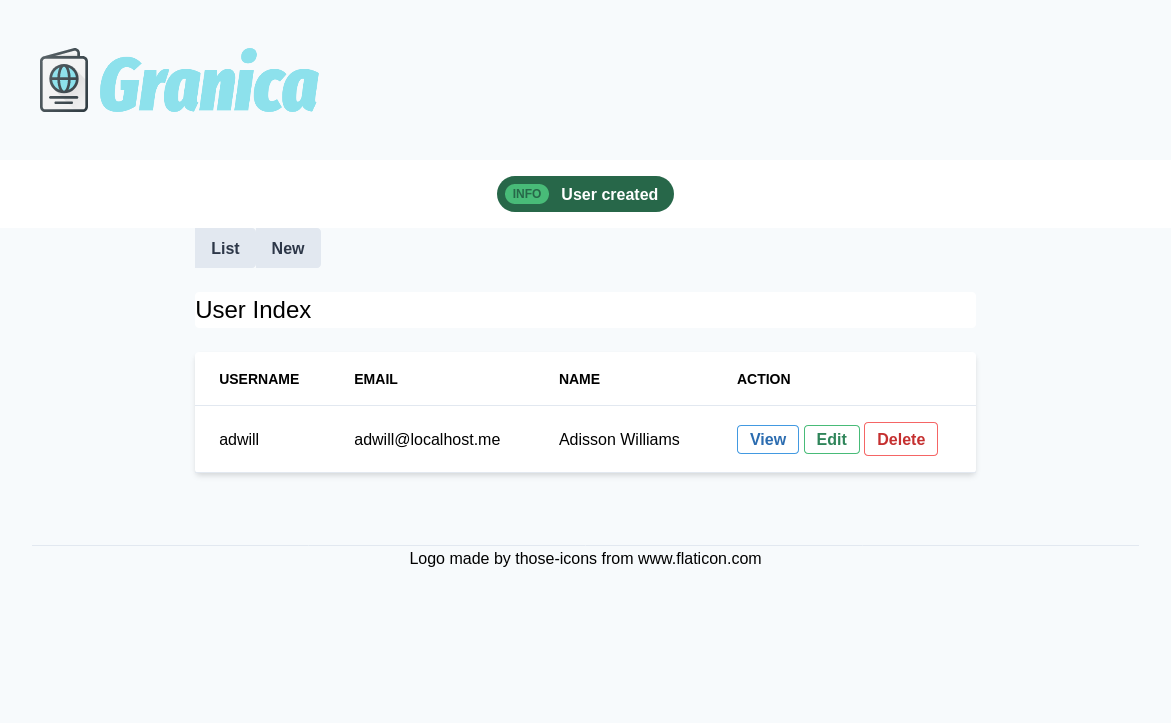 Granica
INFO User created
List New
User Index
USERNAME EMAIL NAME ACTION
adwill adwill@localhost.me Adisson Williams View Edit Delete
Logo made by those-icons from www.flaticon.com